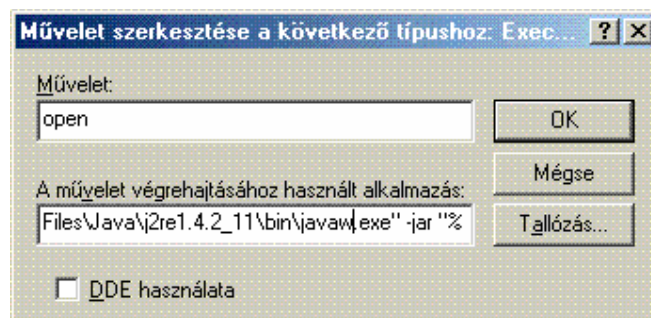 Művelet szerkesztése a következő típushoz: Exec...
Művelet:
open
OK
Mégse
A művelet végrehajtásához használt alkalmazás:
Files\Java\j2re1.4.2_11\bin\javaw.exe" -jar "%
Tallózás...
DDE használata